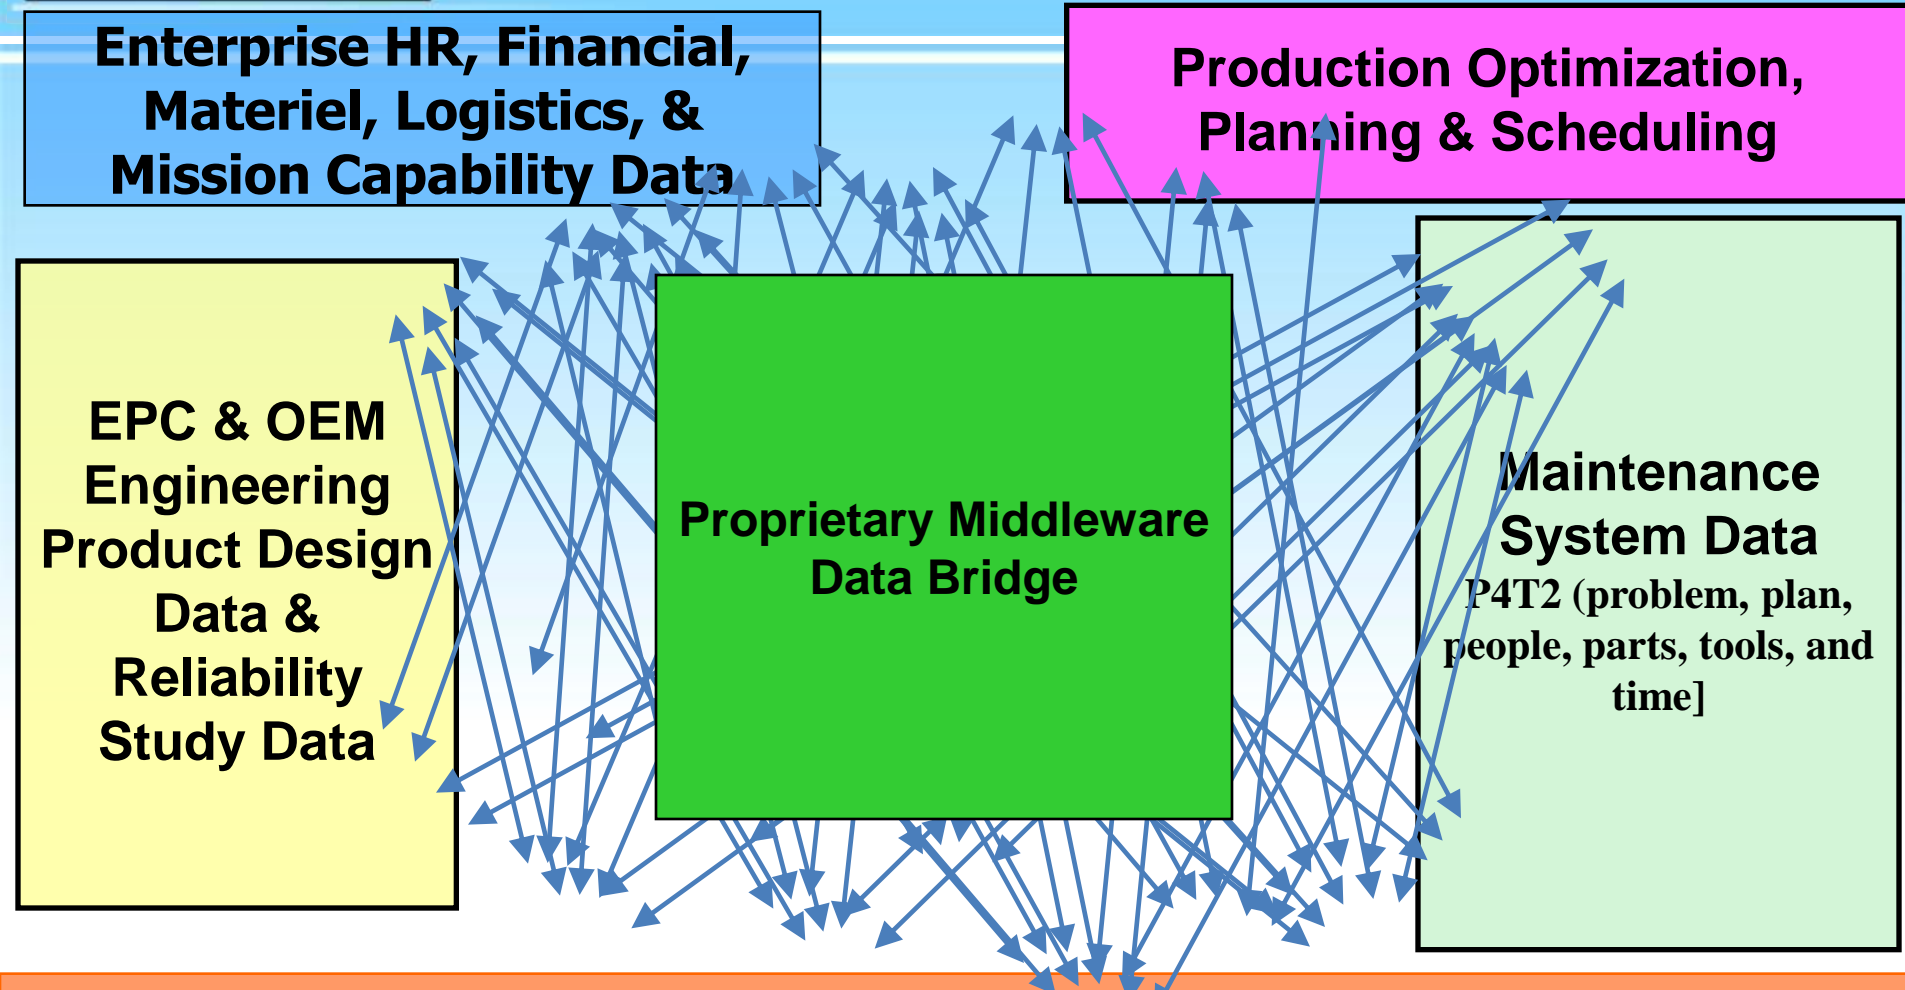 Enterprise HR, Financial,
Materiel, Logistics, &
Mission Capability Data
Production Optimization,
Planning & Scheduling
EPC & OEM
Engineering
Product Design
Data &
Reliability
Study Data
Proprietary Middleware
Data Bridge
Maintenance
System Data
P4T2 (problem, plan,
people, parts, tools, and
time]